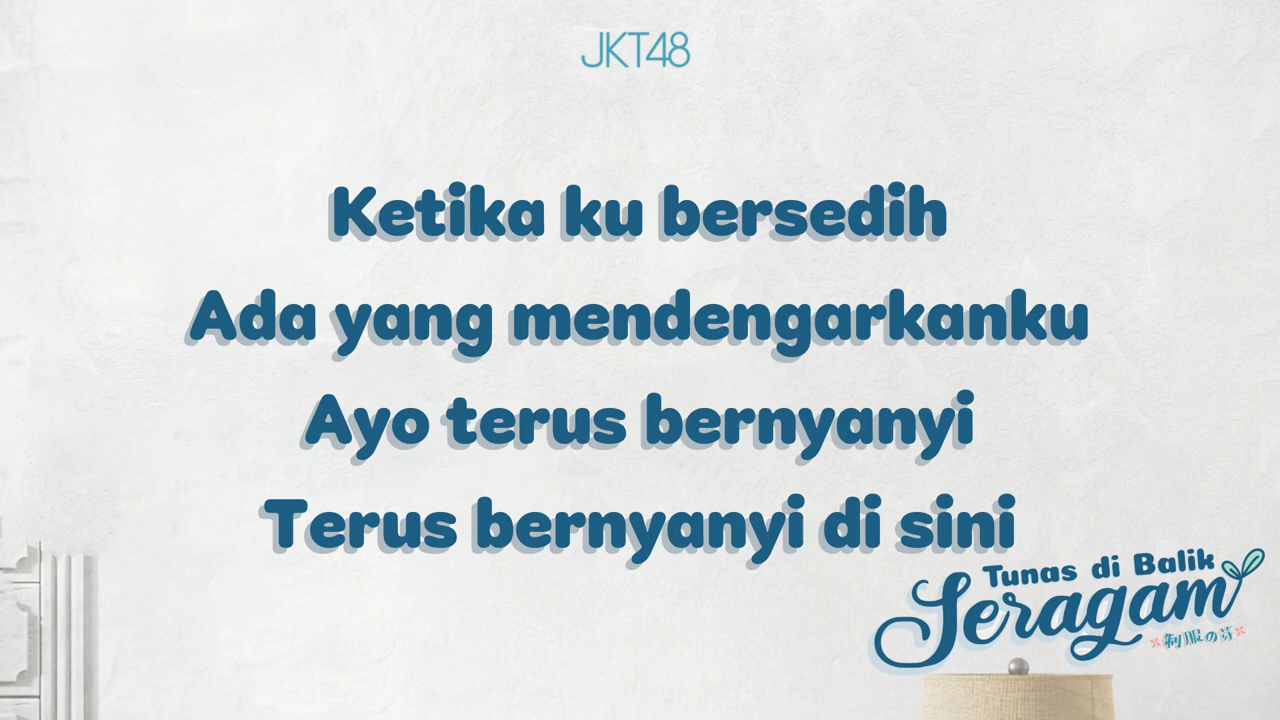 JKT48
Ketika ku bersedih
Ada yang mendengarkanku
Ayo terus bernyanyi
Terus bernyanyi di sini
Tunas di Balik
Seragam
制服の芽